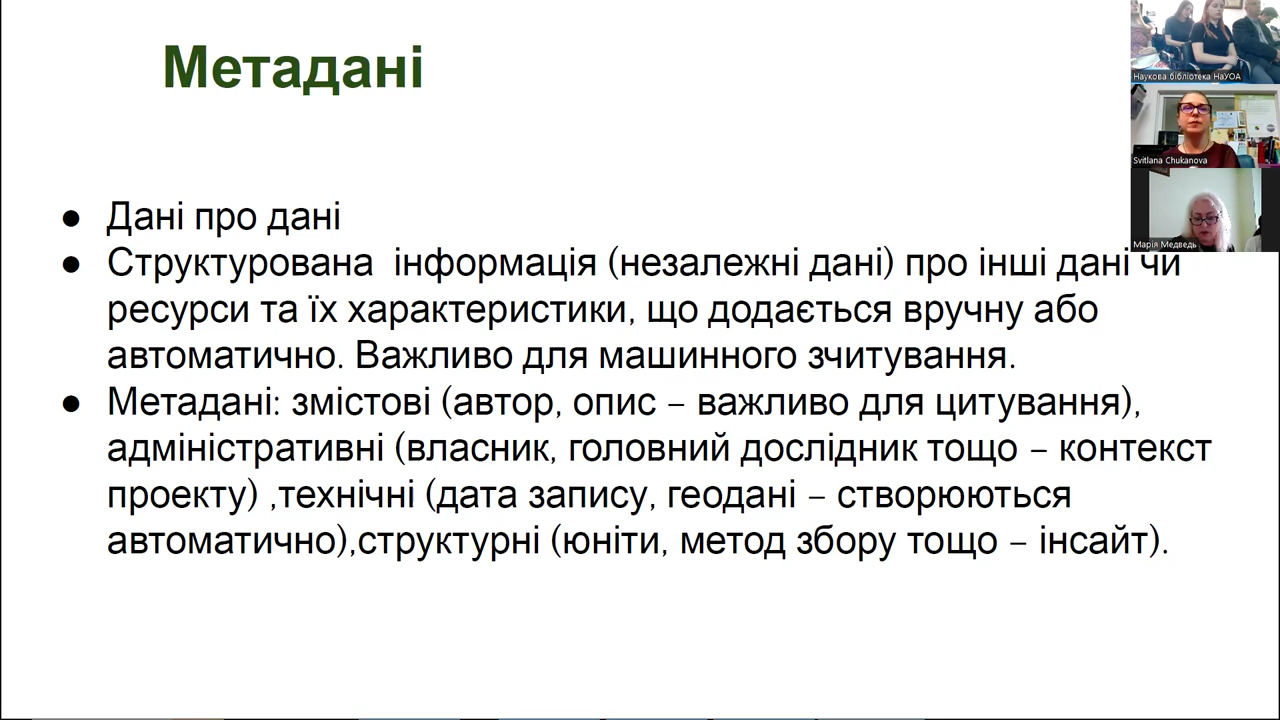 Метадані
Наукова бібліотека НаУОА
Svitlana Chukanova
Марія Медведь
● Дані про дані
● Структурована інформація (незалежні дані) про інші дані чи
ресурси та їх характеристики, що додається вручну або
автоматично. Важливо для машинного зчитування.
● Метадані: змістові (автор, опис – важливо для цитування),
адміністративні (власник, головний дослідник тощо – контекст
проекту) ,технічні (дата запису, геодані – створюються
автоматично),структурні (юніти, метод збору тощо – інсайт).